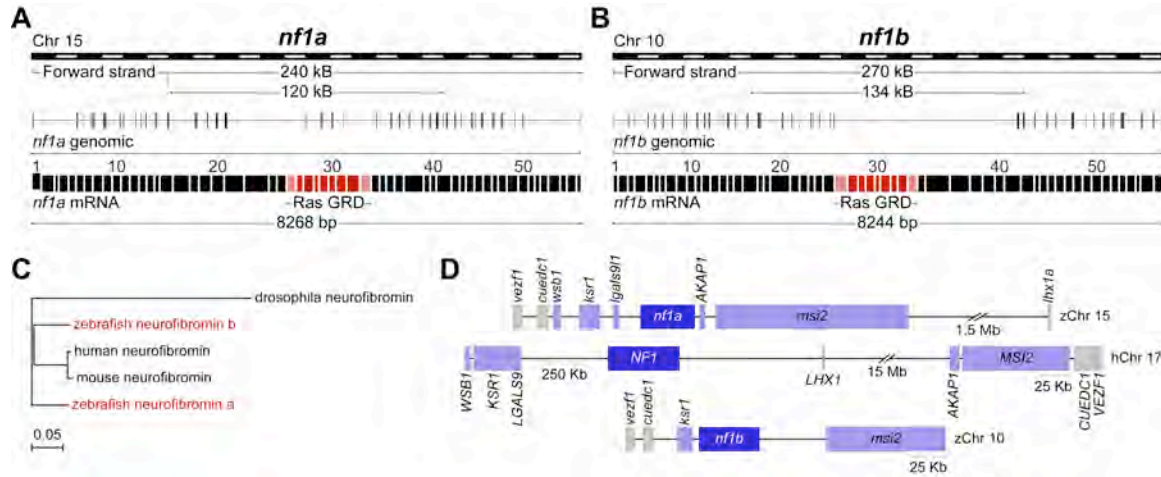 A
Chr 15
nf1a
Forward strand
240 kB
120 kB
nf1a genomic
1 10 20 30 40 50
nf1a mRNA
-Ras GRD-
8268 bp
B
Chr 10
nf1b
Forward strand
270 kB
134 kB
nf1b genomic
1 10 20 30 40 50
nf1b mRNA
-Ras GRD-
8244 bp
C
drosophila neurofibromin
zebrafish neurofibromin b
human neurofibromin
mouse neurofibromin
zebrafish neurofibromin a
0.05
D
vezf1 cuedc1 wsb1 ksr1 lgals9l1 AKAP1 lhx1a
nf1a msi2 1.5 Mb zChr 15
NF1 MSI2 hChr 17
WSB1 KSR1 LGALS9 250 Kb LHX1 15 Mb AKAP1 25 Kb CUEDC1 VEZF1
vezf1 cuedc1 ksr1
nf1b msi2 zChr 10
25 Kb